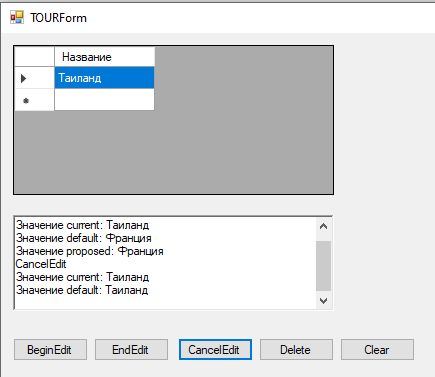 TOURForm
Название
Таиланд
Значение current: Таиланд
Значение default: Франция
Значение proposed: Франция
CancelEdit
Значение current: Таиланд
Значение default: Таиланд
BeginEdit EndEdit CancelEdit Delete Clear